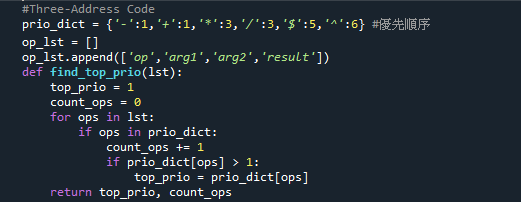 #Three-Address Code
prio_dict = {'-':1,'+':1,'*':3,'/':3,'$':5,'^':6} #優先順序
op_lst = []
op_lst.append(['op','arg1','arg2','result'])
def find_top_prio(lst):
    top_prio = 1
    count_ops = 0
    for ops in lst:
        if ops in prio_dict:
            count_ops += 1
            if prio_dict[ops] > 1:
                top_prio = prio_dict[ops]
    return top_prio, count_ops